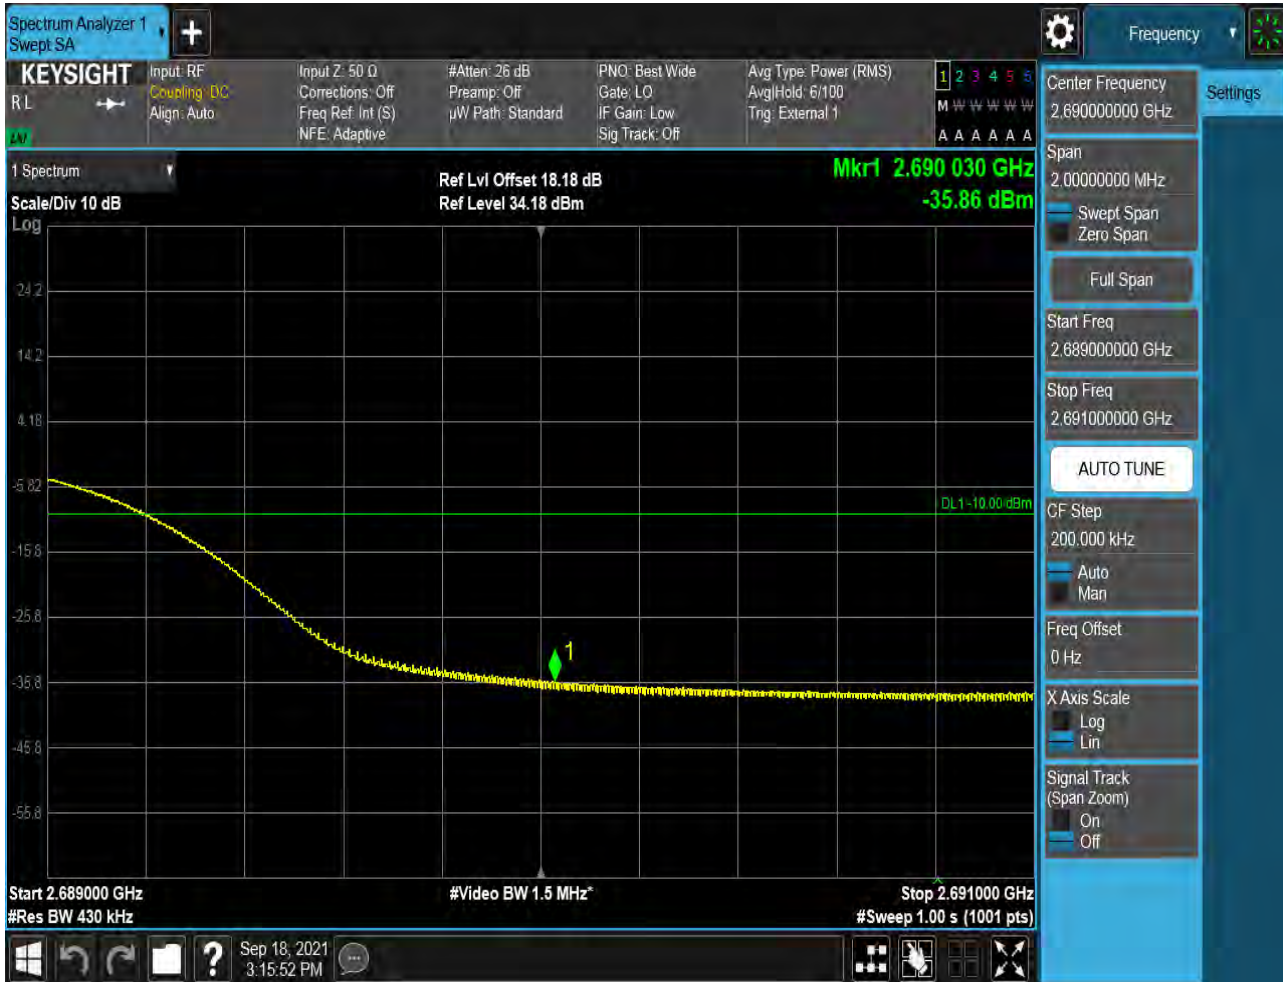 Spectrum Analyzer 1
Swept SA
+
Frequency
KEYSIGHT
RL
Input: RF
Coupling: DC
Align: Auto
Input Z: 50 Ω
Corrections: Off
Freq Ref: Int (S)
NFE: Adaptive
#Atten: 26 dB
Preamp: Off
µW Path: Standard
PNO: Best Wide
Gate: LO
IF Gain: Low
Sig Track: Off
Avg Type: Power (RMS)
Avg|Hold: 6/100
Trig: External 1
1 2 3 4 5 6
M W W W W W
A A A A A A
1 Spectrum
Scale/Div 10 dB
Log
Ref Lvl Offset 18.18 dB
Ref Level 34.18 dBm
Mkr1 2.690 030 GHz
-35.86 dBm
24.2
14.2
4.18
-5.82
-15.8
-25.8
-35.8
-45.8
-55.8
DL1 -10.00 dBm
1
Start 2.689000 GHz
#Res BW 430 kHz
#Video BW 1.5 MHz*
Stop 2.691000 GHz
#Sweep 1.00 s (1001 pts)
?
Sep 18, 2021
3:15:52 PM
Center Frequency
2.690000000 GHz
Settings
Span
2.00000000 MHz
Swept Span
Zero Span
Full Span
Start Freq
2.689000000 GHz
Stop Freq
2.691000000 GHz
AUTO TUNE
CF Step
200.000 kHz
Auto
Man
Freq Offset
0 Hz
X Axis Scale
Log
Lin
Signal Track
(Span Zoom)
On
Off